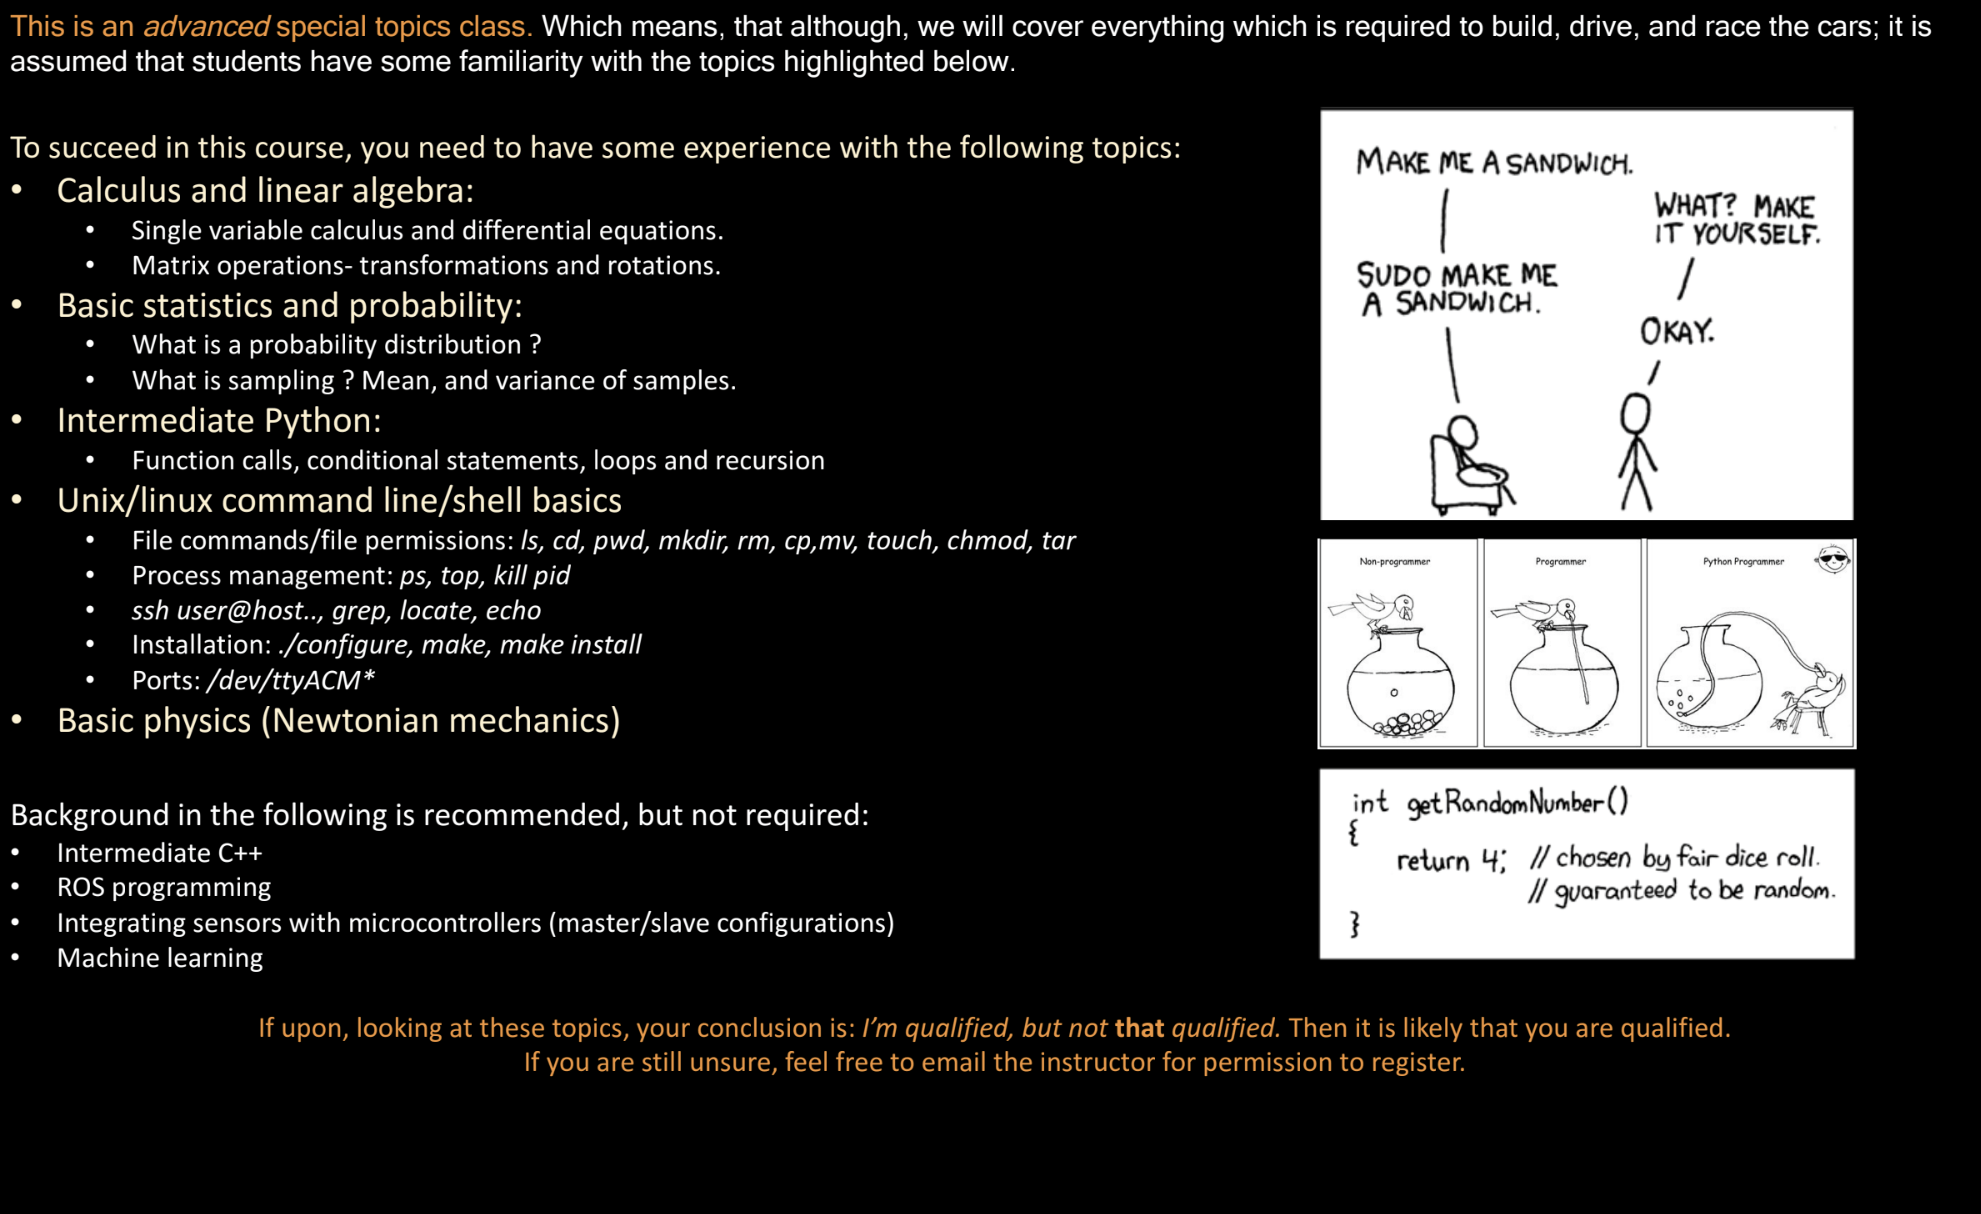 This is an advanced special topics class. Which means, that although, we will cover everything which is required to build, drive, and race the cars; it is
assumed that students have some familiarity with the topics highlighted below.
To succeed in this course, you need to have some experience with the following topics:
• Calculus and linear algebra:
• Single variable calculus and differential equations.
• Matrix operations- transformations and rotations.
• Basic statistics and probability:
• What is a probability distribution ?
• What is sampling ? Mean, and variance of samples.
• Intermediate Python:
• Function calls, conditional statements, loops and recursion
• Unix/linux command line/shell basics
• File commands/file permissions: ls, cd, pwd, mkdir, rm, cp,mv, touch, chmod, tar
• Process management: ps, top, kill pid
• ssh user@host.., grep, locate, echo
• Installation: ./configure, make, make install
• Ports: /dev/ttyACM*
• Basic physics (Newtonian mechanics)
Background in the following is recommended, but not required:
• Intermediate C++
• ROS programming
• Integrating sensors with microcontrollers (master/slave configurations)
• Machine learning
MAKE ME A SANDWICH.
WHAT? MAKE
IT YOURSELF.
SUDO MAKE ME
A SANDWICH.
OKAY.
Non-programmer
Programmer
Python Programmer
int getRandomNumber()
{
return 4; // chosen by fair dice roll.
// guaranteed to be random.
}
If upon, looking at these topics, your conclusion is: I'm qualified, but not that qualified. Then it is likely that you are qualified.
If you are still unsure, feel free to email the instructor for permission to register.